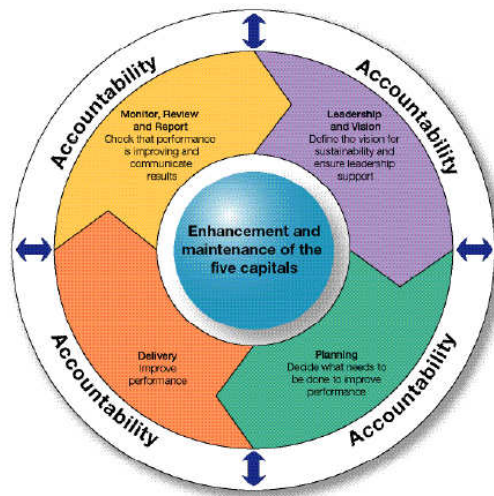 Accountability
Accountability
Monitor, Review
and Report
Check that performance
is improving and
communicate
results
Leadership
and Vision
Define the vision for
sustainability and
ensure leadership
support
Enhancement and
maintenance of the
five capitals
Delivery
Improve
performance
Planning
Decide what needs to
be done to improve
performance
Accountability
Accountability